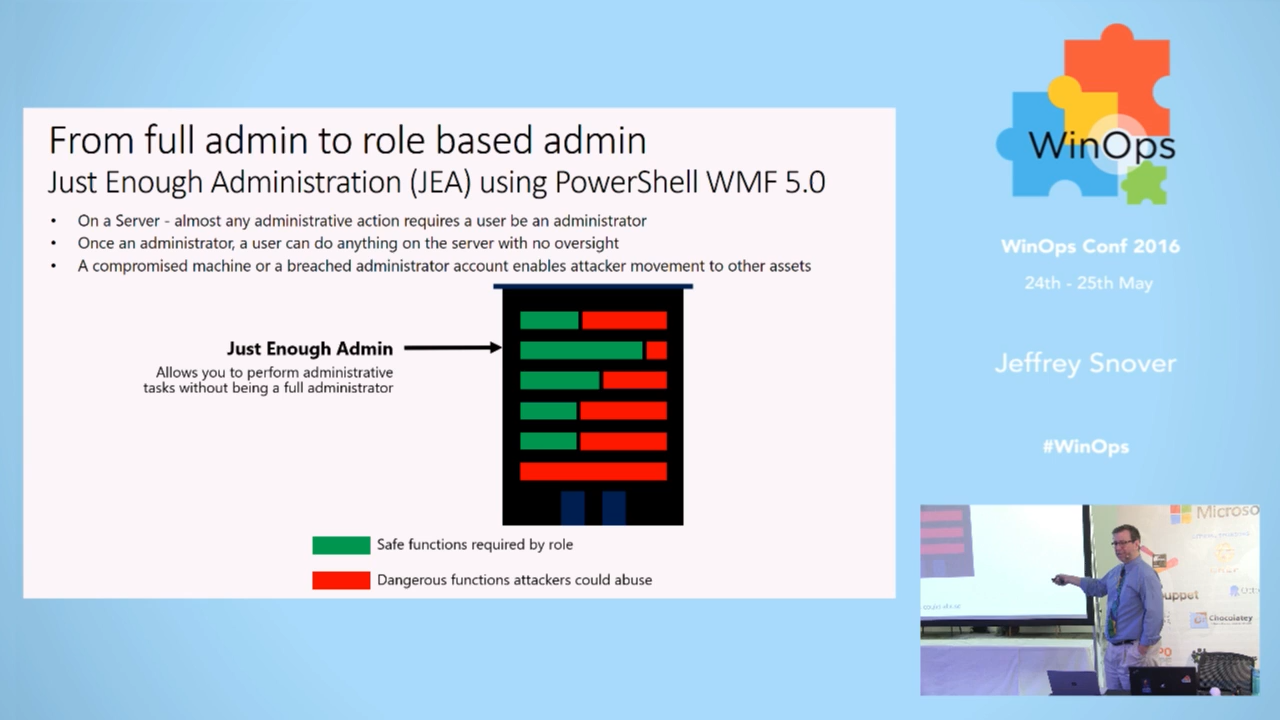 From full admin to role based admin
Just Enough Administration (JEA) using PowerShell WMF 5.0
• On a Server - almost any administrative action requires a user be an administrator
• Once an administrator, a user can do anything on the server with no oversight
• A compromised machine or a breached administrator account enables attacker movement to other assets
Just Enough Admin
Allows you to perform administrative
tasks without being a full administrator
Safe functions required by role
Dangerous functions attackers could abuse
WinOps
WinOps Conf 2016
24th - 25th May
Jeffrey Snover
#WinOps
Microso
uppet
Chocolatey
could abuse